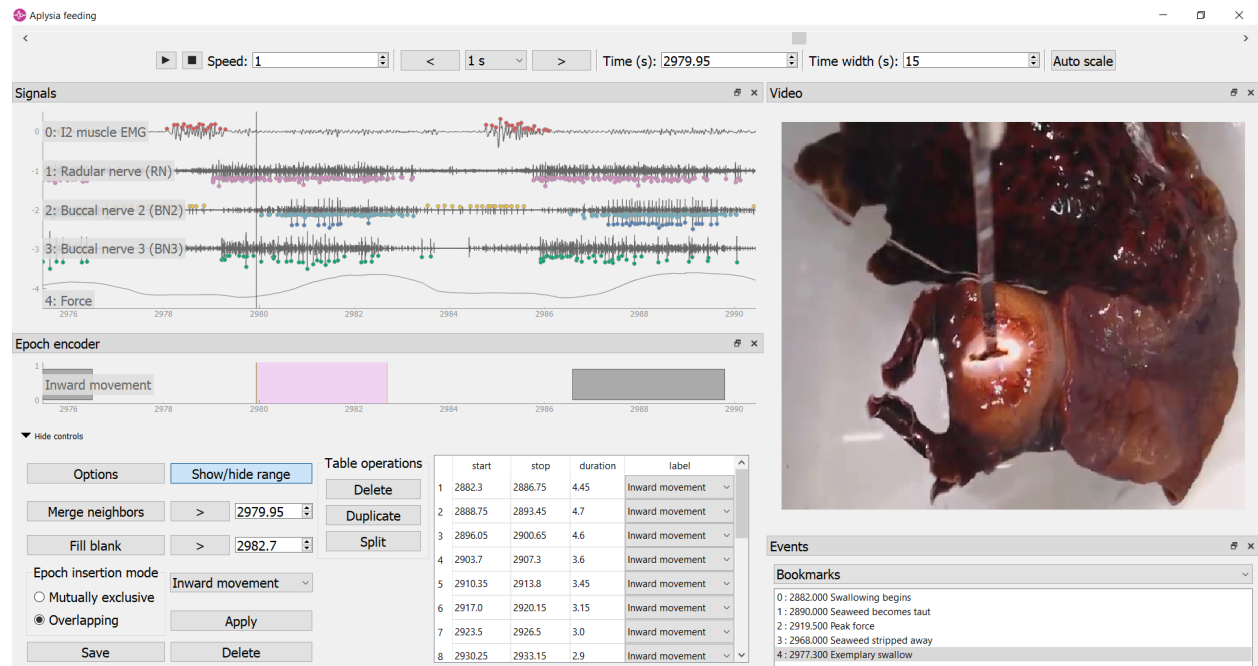 Aplysia feeding
Speed: 1 < 1 s > Time (s): 2979.95 Time width (s): 15 Auto scale
Signals
0 0: I2 muscle EMG
-1 1: Radular nerve (RN)
-2 2: Buccal nerve 2 (BN2)
-3 3: Buccal nerve 3 (BN3)
-4 4: Force
2976 2978 2980 2982 2984 2986 2988 2990
Epoch encoder
1
Inward movement
0
2976 2978 2980 2982 2984 2986 2988 2990
Hide controls
Options Show/hide range
Merge neighbors > 2979.95
Fill blank > 2982.7
Epoch insertion mode
Mutually exclusive
Overlapping
Inward movement
Apply
Save Delete
Table operations
Delete
Duplicate
Split
start stop duration label
1 2882.3 2886.75 4.45 Inward movement
2 2888.75 2893.45 4.7 Inward movement
3 2896.05 2900.65 4.6 Inward movement
4 2903.7 2907.3 3.6 Inward movement
5 2910.35 2913.8 3.45 Inward movement
6 2917.0 2920.15 3.15 Inward movement
7 2923.5 2926.5 3.0 Inward movement
8 2930.25 2933.15 2.9 Inward movement
Video
Events
Bookmarks
0 : 2882.000 Swallowing begins
1 : 2890.000 Seaweed becomes taut
2 : 2919.500 Peak force
3 : 2968.000 Seaweed stripped away
4 : 2977.300 Exemplary swallow